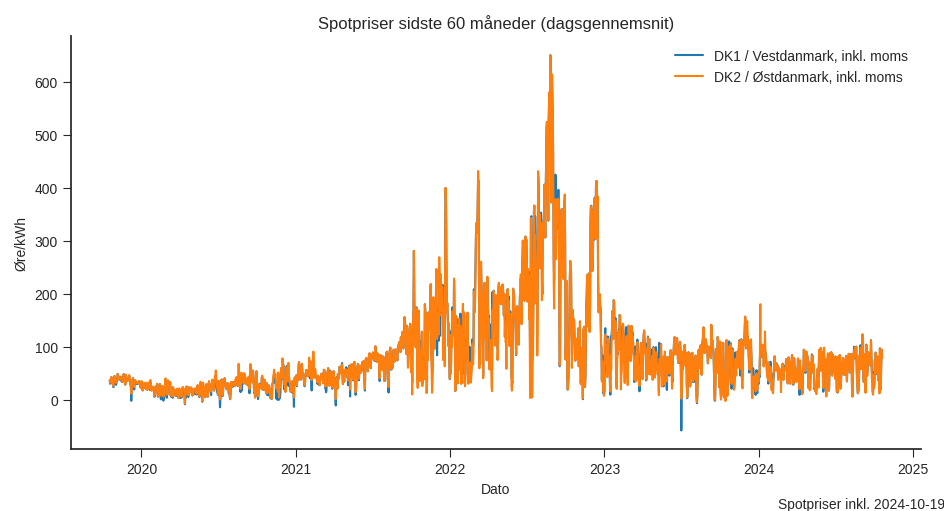 Spotpriser sidste 60 måneder (dagsgennemsnit)
DK1 / Vestdanmark, inkl. moms
DK2 / Østdanmark, inkl. moms
600
500
400
300
200
100
0
Øre/kWh
2020
2021
2022
2023
2024
2025
Dato
Spotpriser inkl. 2024-10-19